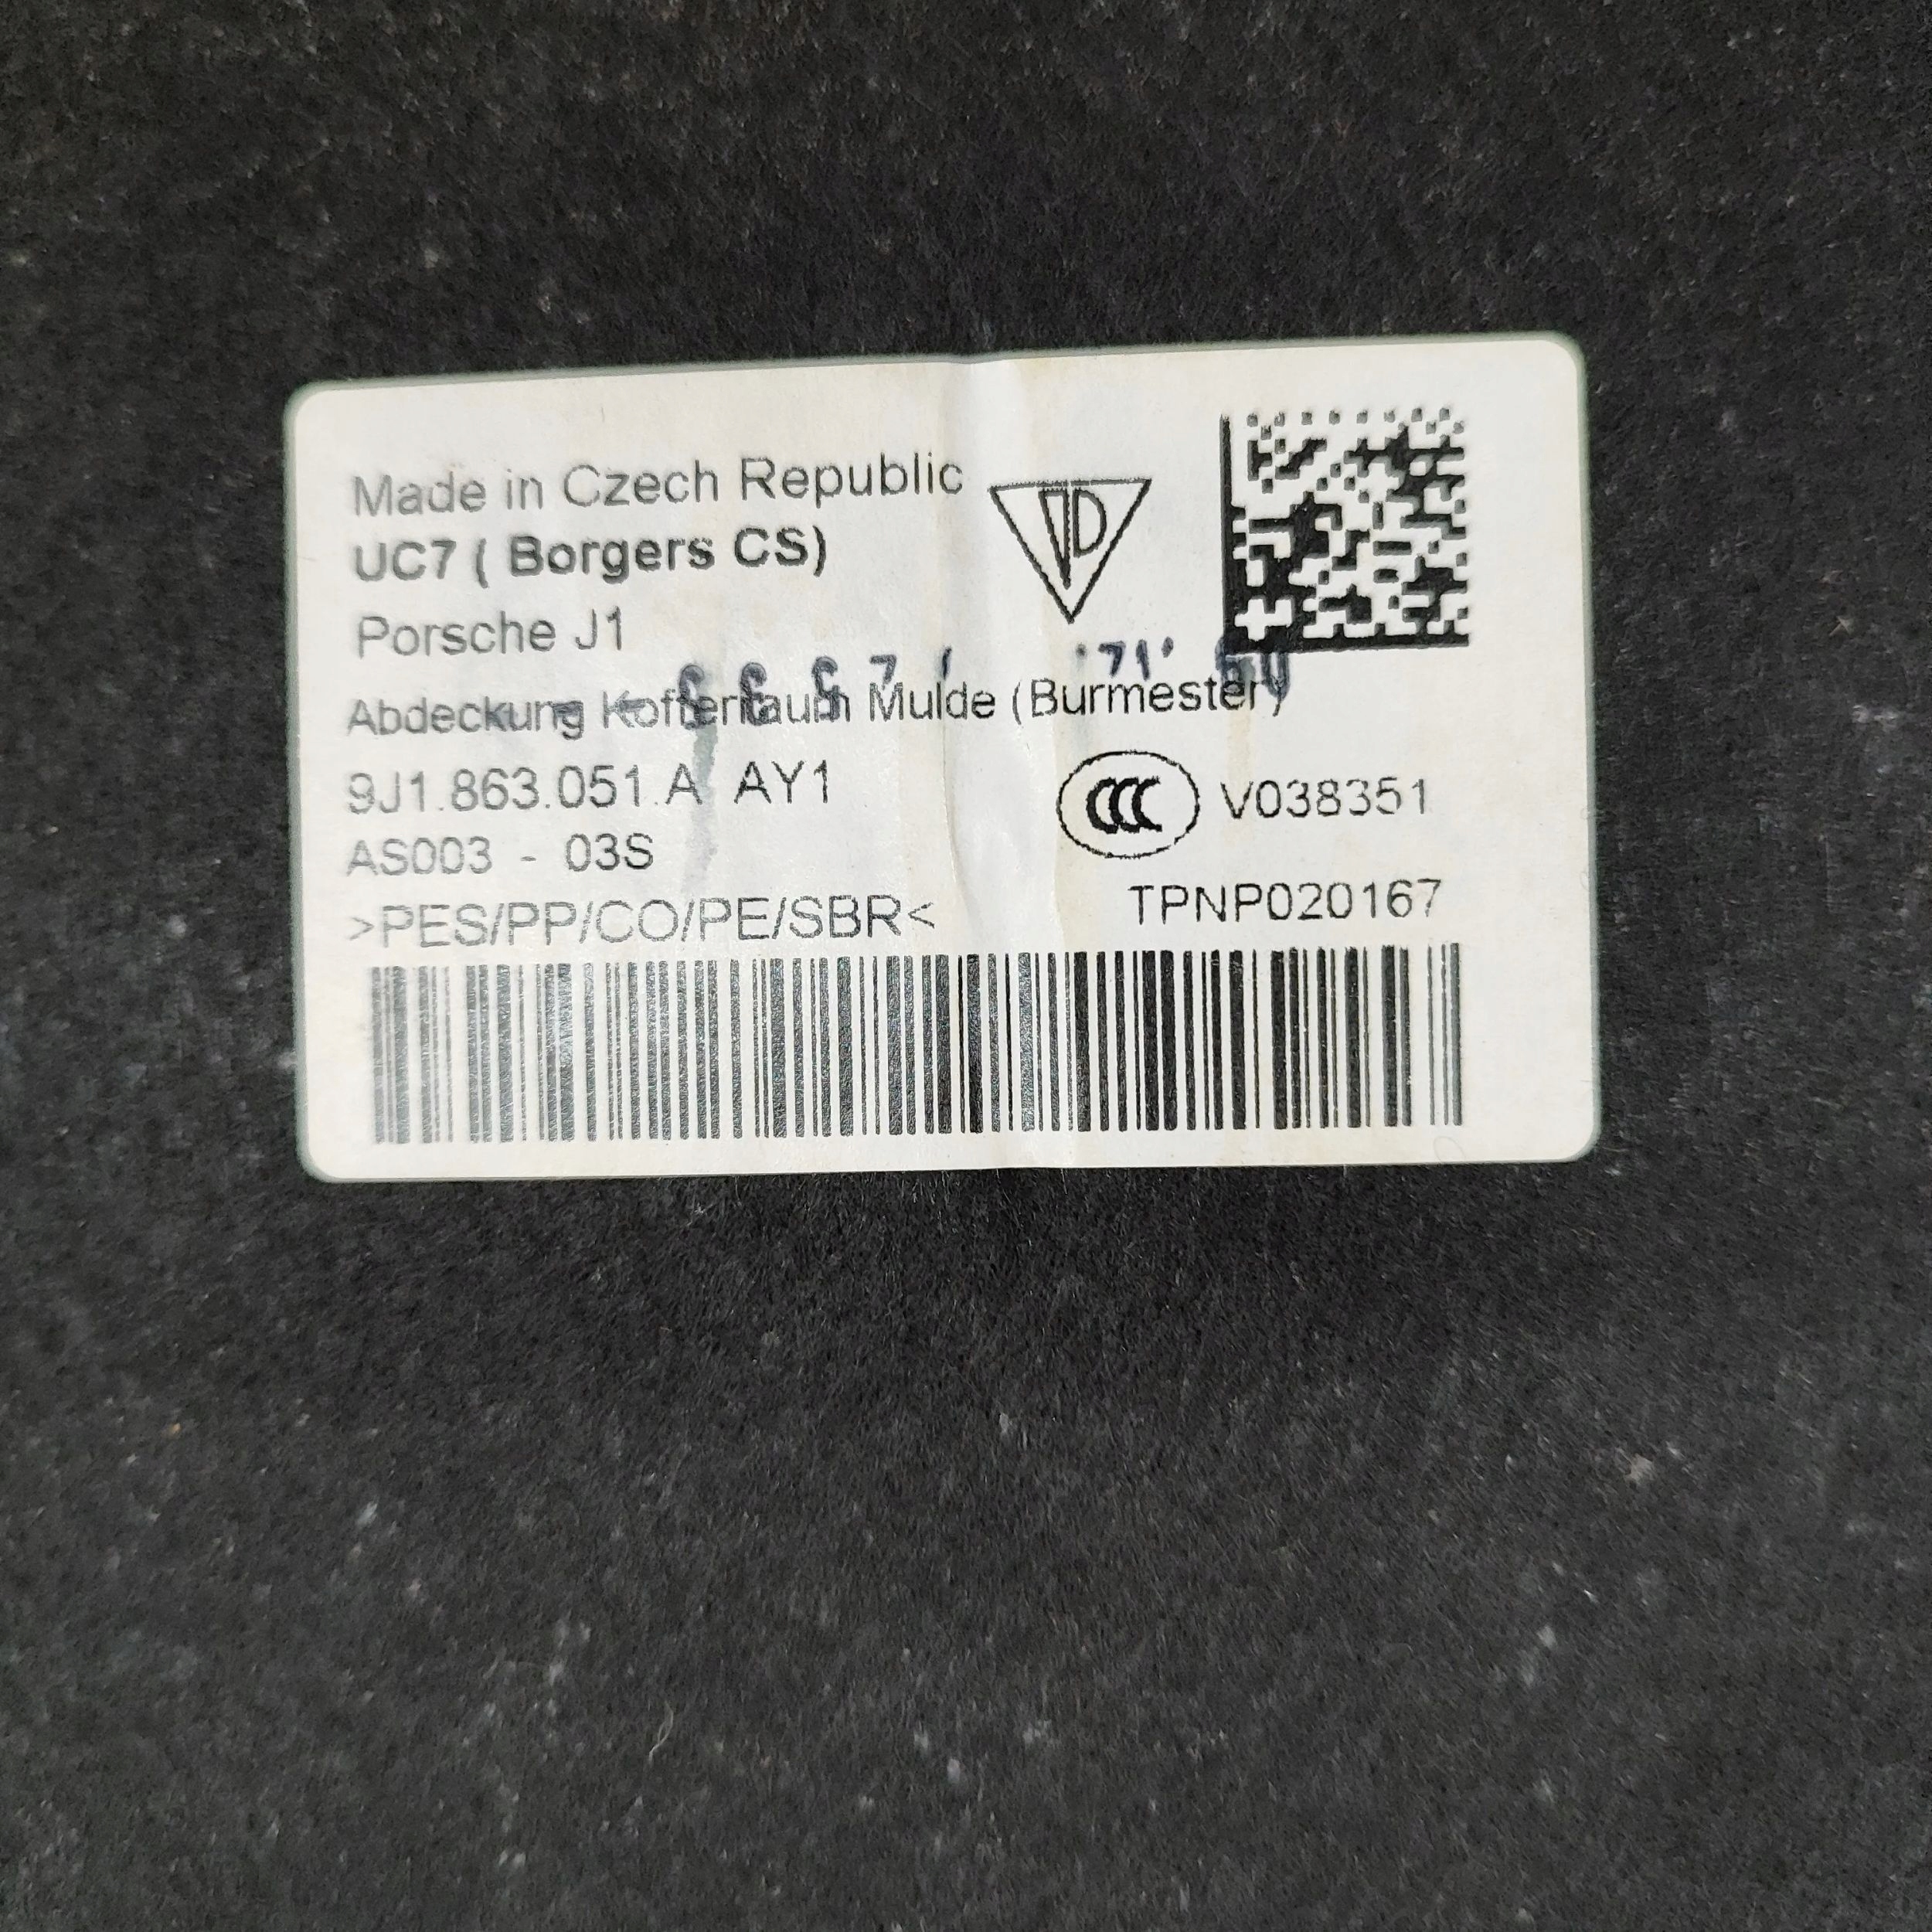 Made in Czech Republic
UC7 ( Borgers CS)
Porsche J1
Abdeckung Kofferraum Mulde (Burmester)
9J1.863.051.A AY1
CCC V038351
AS003 - 03S
>PES/PP/CO/PE/SBR< TPNP020167